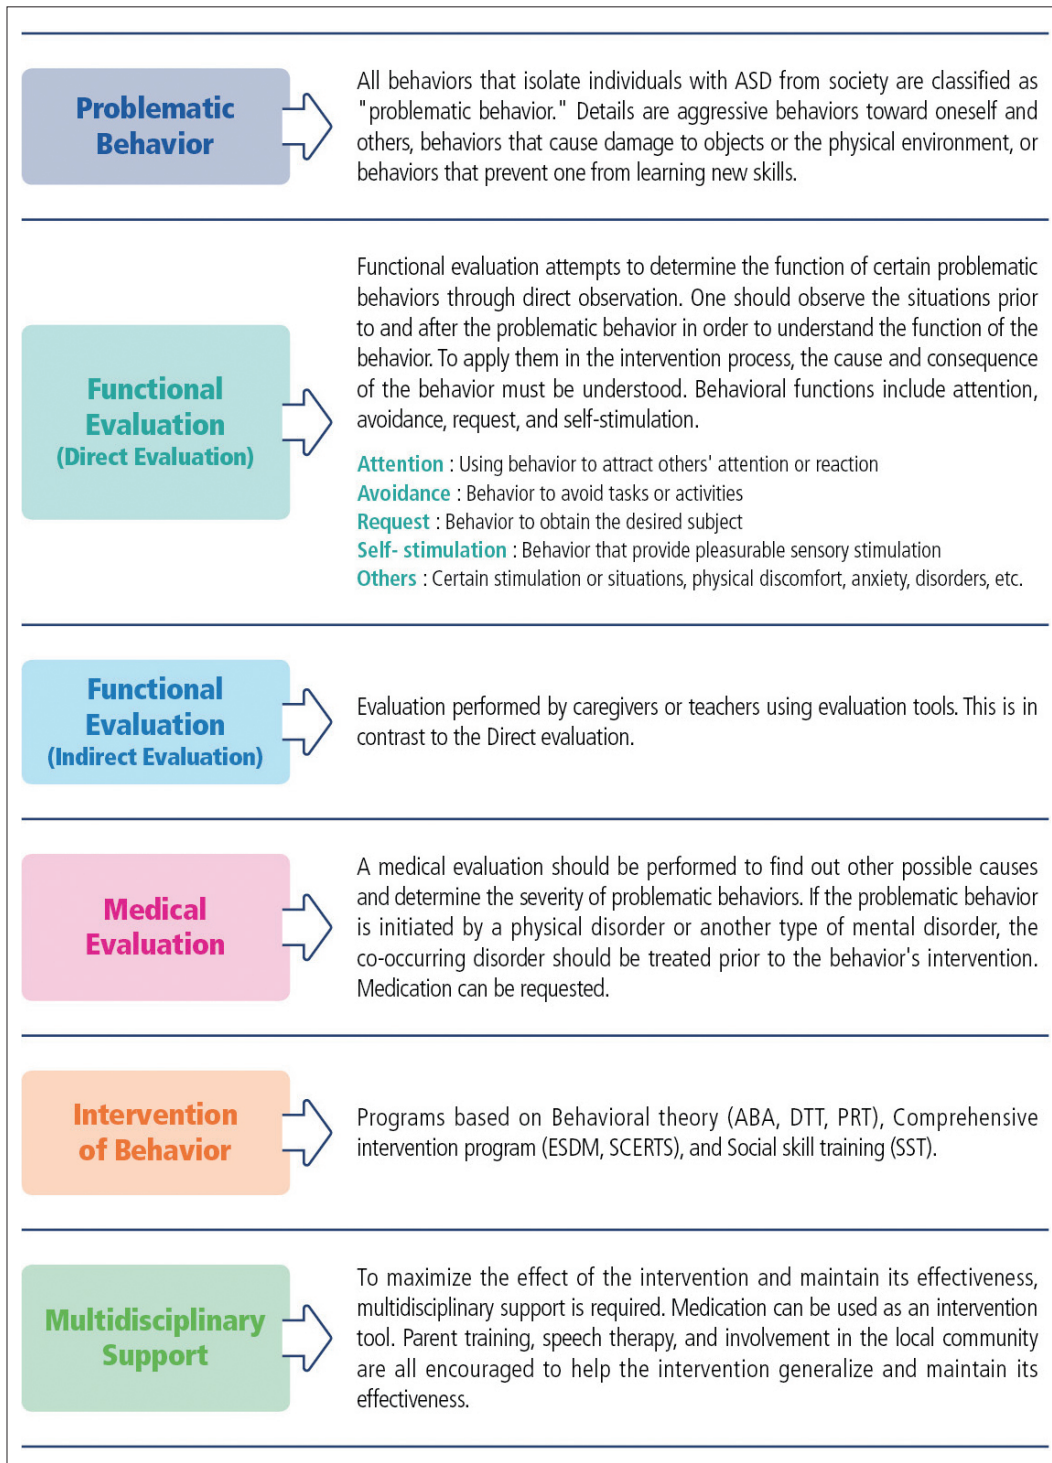 Problematic
Behavior
All behaviors that isolate individuals with ASD from society are classified as
"problematic behavior." Details are aggressive behaviors toward oneself and
others, behaviors that cause damage to objects or the physical environment, or
behaviors that prevent one from learning new skills.
Functional
Evaluation
(Direct Evaluation)
Functional evaluation attempts to determine the function of certain problematic
behaviors through direct observation. One should observe the situations prior
to and after the problematic behavior in order to understand the function of the
behavior. To apply them in the intervention process, the cause and consequence
of the behavior must be understood. Behavioral functions include attention,
avoidance, request, and self-stimulation.
Attention : Using behavior to attract others' attention or reaction
Avoidance : Behavior to avoid tasks or activities
Request : Behavior to obtain the desired subject
Self- stimulation : Behavior that provide pleasurable sensory stimulation
Others : Certain stimulation or situations, physical discomfort, anxiety, disorders, etc.
Functional
Evaluation
(Indirect Evaluation)
Evaluation performed by caregivers or teachers using evaluation tools. This is in
contrast to the Direct evaluation.
Medical
Evaluation
A medical evaluation should be performed to find out other possible causes
and determine the severity of problematic behaviors. If the problematic behavior
is initiated by a physical disorder or another type of mental disorder, the
co-occurring disorder should be treated prior to the behavior's intervention.
Medication can be requested.
Intervention
of Behavior
Programs based on Behavioral theory (ABA, DTT, PRT), Comprehensive
intervention program (ESDM, SCERTS), and Social skill training (SST).
Multidisciplinary
Support
To maximize the effect of the intervention and maintain its effectiveness,
multidisciplinary support is required. Medication can be used as an intervention
tool. Parent training, speech therapy, and involvement in the local community
are all encouraged to help the intervention generalize and maintain its
effectiveness.